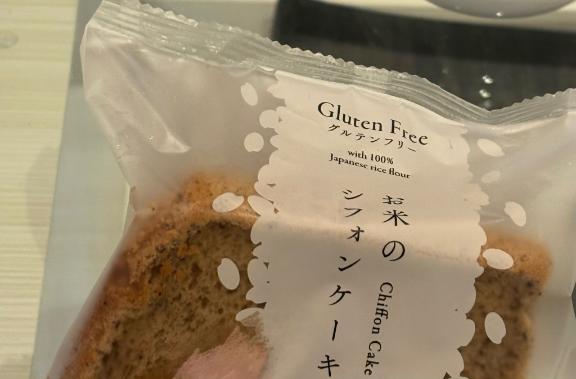 Gluten Free
グルテンフリー
with 100%
Japanese rice flour
お米の
シフォンケーキ
Chiffon Cake